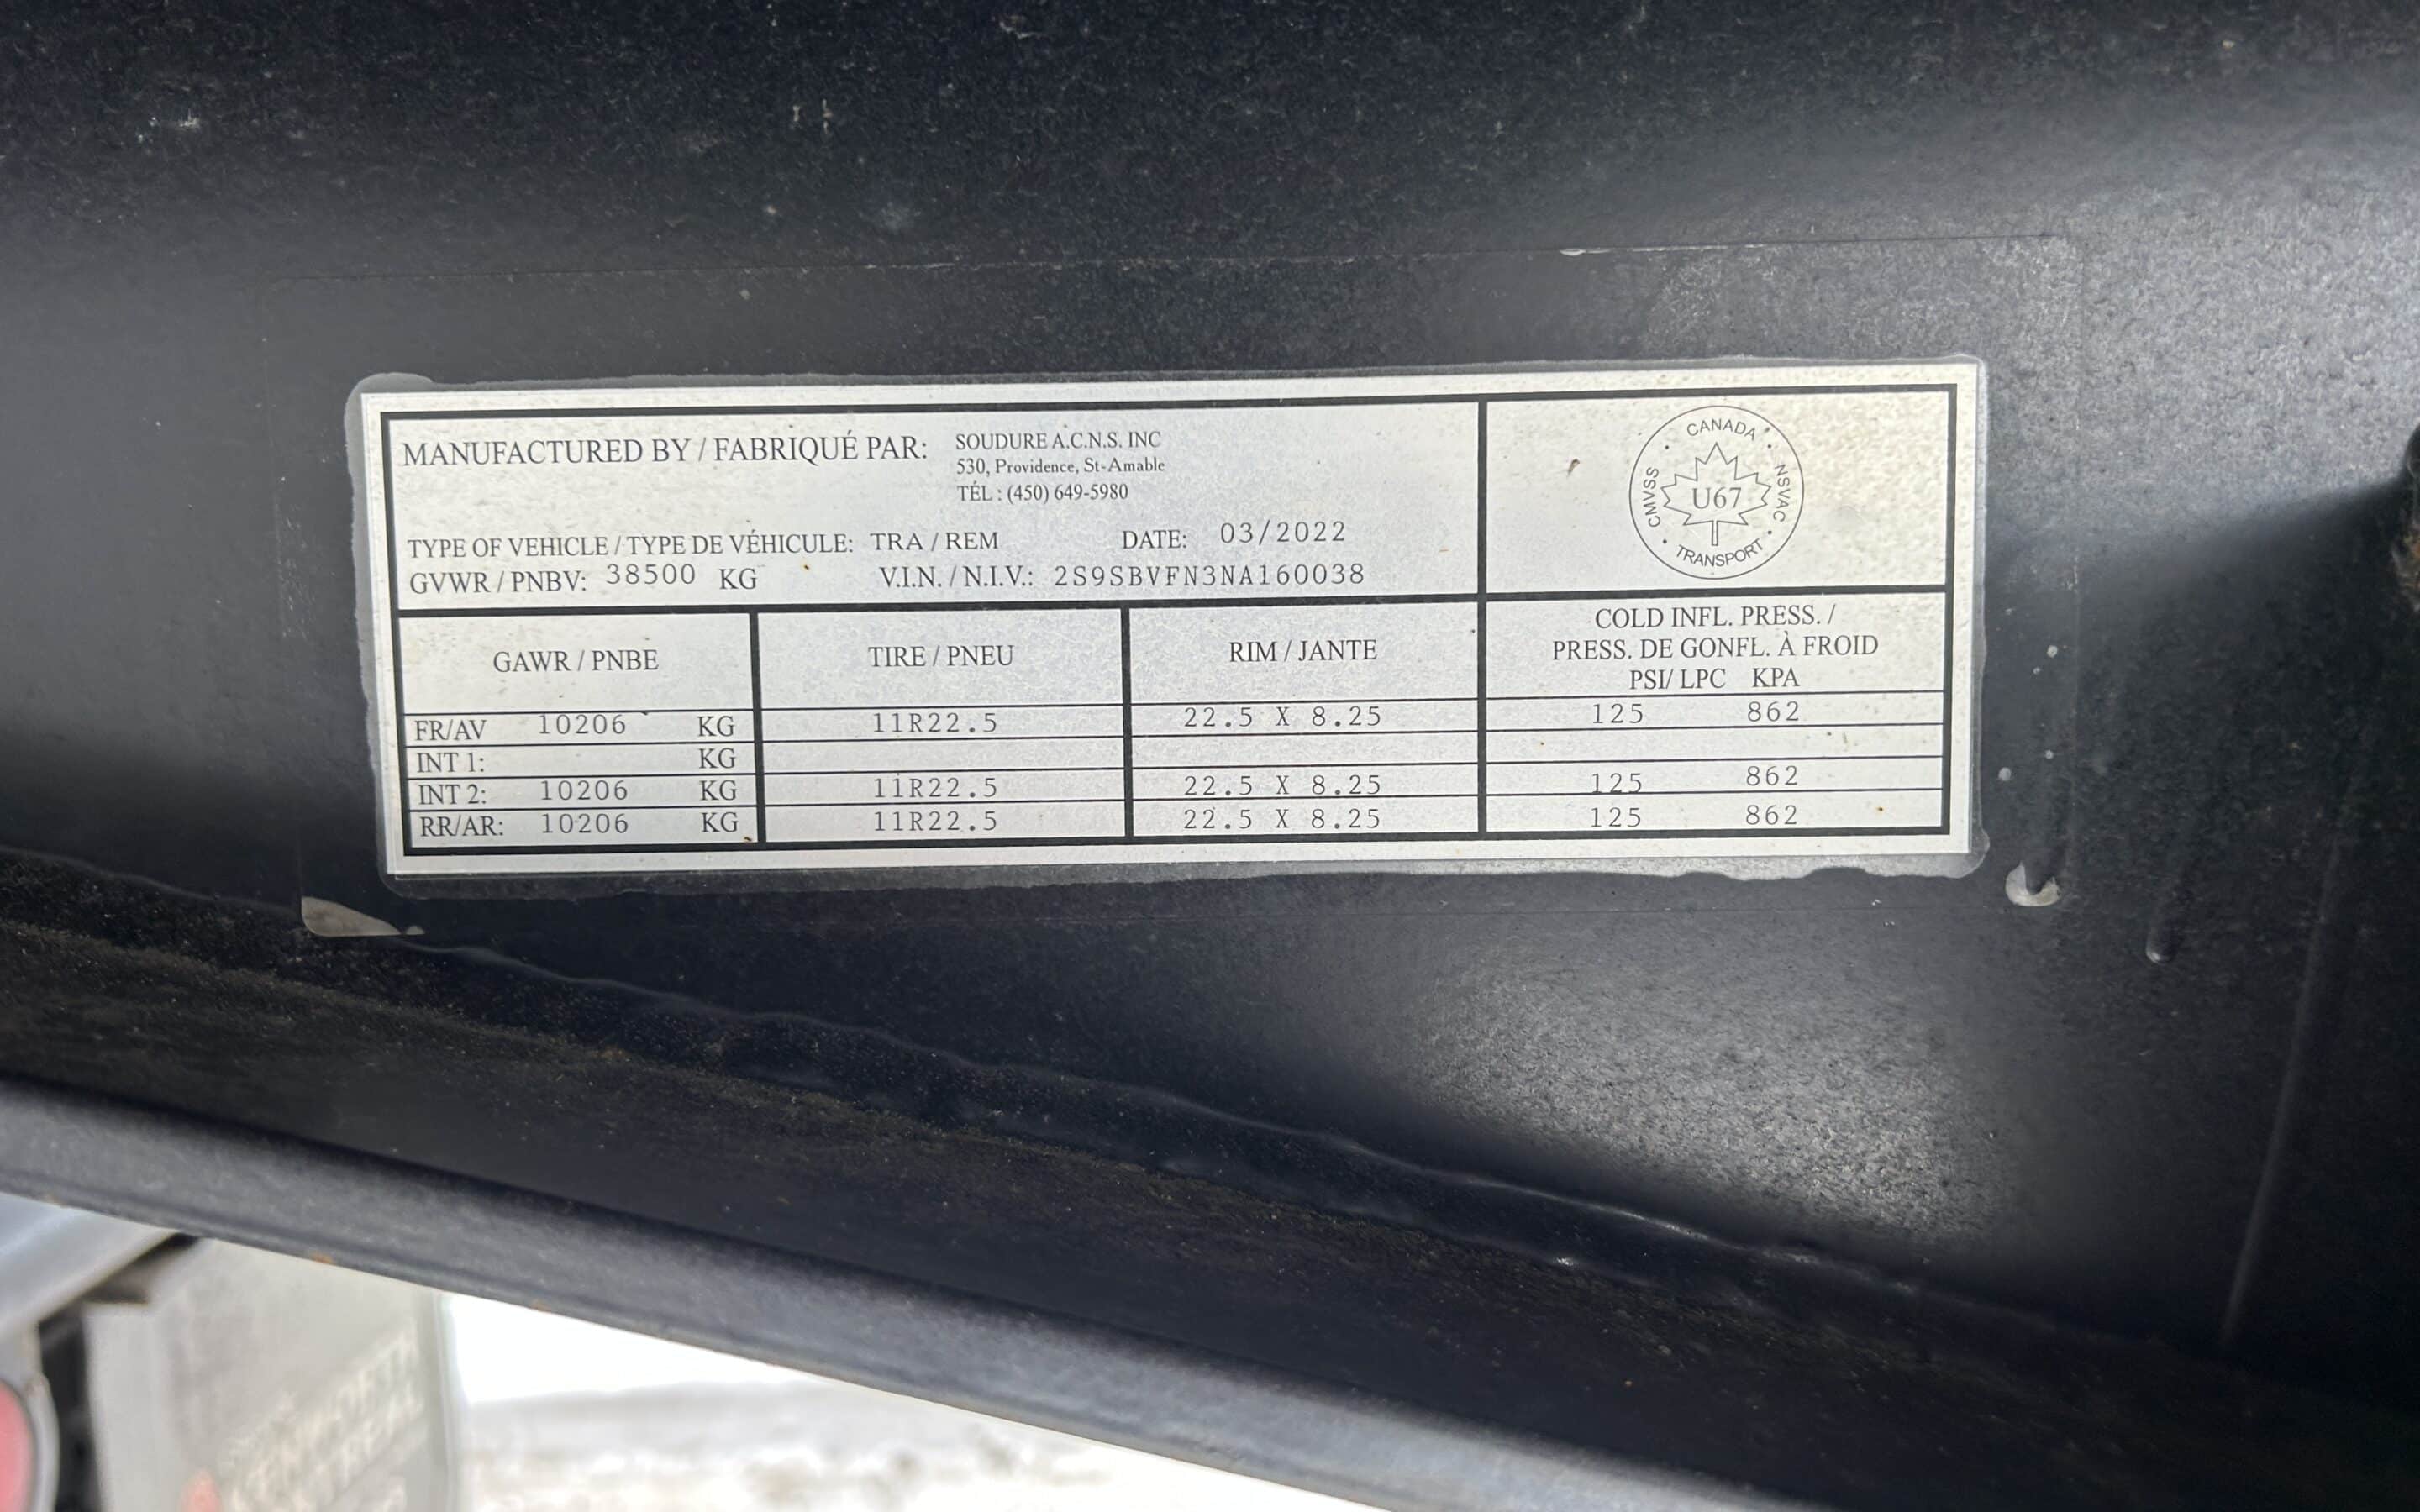 MANUFACTURED BY / FABRIQUÉ PAR: SOUDURE A.C.N.S. INC
530, Providence, St-Amable
TÉL : (450) 649-5980
TYPE OF VEHICLE / TYPE DE VÉHICULE: TRA / REM DATE: 03/2022
GVWR / PNBV: 38500 KG V.I.N. / N.I.V.: 2S9SBVFN3NA160038
CANADA
CMVSS U67 NSVAC
TRANSPORT
GAWR / PNBE TIRE / PNEU RIM / JANTE COLD INFL. PRESS. /
PRESS. DE GONFL. À FROID
PSI/ LPC KPA
FR/AV 10206 KG 11R22.5 22.5 X 8.25 125 862
INT 1: KG
INT 2: 10206 KG 11R22.5 22.5 X 8.25 125 862
RR/AR: 10206 KG 11R22.5 22.5 X 8.25 125 862